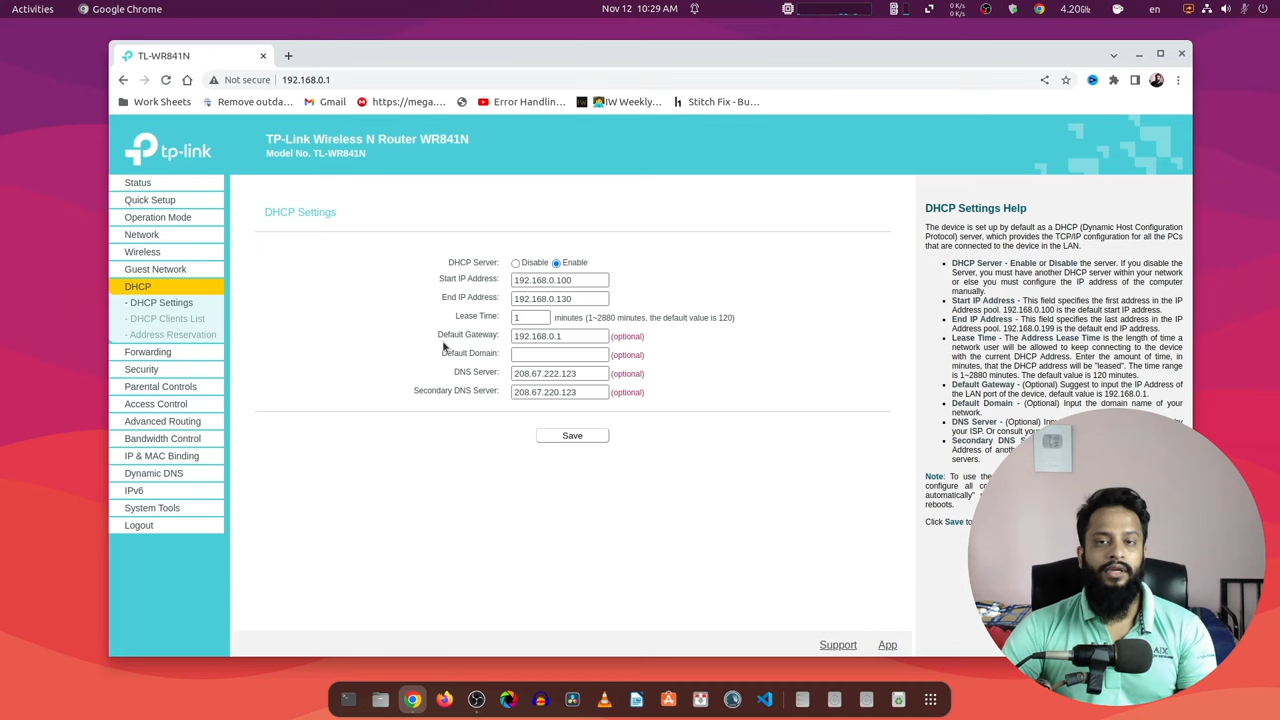 Activities
Google Chrome
Nov 12 10:29 AM
0 K/s
0 K/s
4.20GHz
en
TL-WR841N
Not secure
192.168.0.1
Work Sheets
Remove outda...
Gmail
https://mega....
Error Handlin...
IW Weekly...
Stitch Fix - Bu...
tp-link
TP-Link Wireless N Router WR841N
Model No. TL-WR841N
Status
Quick Setup
Operation Mode
Network
Wireless
Guest Network
DHCP
- DHCP Settings
- DHCP Clients List
- Address Reservation
Forwarding
Security
Parental Controls
Access Control
Advanced Routing
Bandwidth Control
IP & MAC Binding
Dynamic DNS
IPv6
System Tools
Logout
DHCP Settings
DHCP Server: Disable Enable
Start IP Address: 192.168.0.100
End IP Address: 192.168.0.130
Lease Time: 1 minutes (1~2880 minutes, the default value is 120)
Default Gateway: 192.168.0.1 (optional)
Default Domain: (optional)
DNS Server: 208.67.222.123 (optional)
Secondary DNS Server: 208.67.220.123 (optional)
Save
Support
App
DHCP Settings Help
The device is set up by default as a DHCP (Dynamic Host Configuration
Protocol) server, which provides the TCP/IP configuration for all the PCs
that are connected to the device in the LAN.
DHCP Server - Enable or Disable the server. If you disable the
Server, you must have another DHCP server within your network
or else you must configure the IP address of the computer
manually.
Start IP Address - This field specifies the first address in the IP
Address pool. 192.168.0.100 is the default start IP address.
End IP Address - This field specifies the last address in the IP
Address pool. 192.168.0.199 is the default end IP address.
Lease Time - The Address Lease Time is the length of time a
network user will be allowed to keep connecting to the device
with the current DHCP Address. Enter the amount of time, in
minutes, that the DHCP address will be "leased". The time range
is 1~2880 minutes. The default value is 120 minutes.
Default Gateway - (Optional) Suggest to input the IP Address of
the LAN port of the device, default value is 192.168.0.1.
Default Domain - (Optional) Input the domain name of your
network.
DNS Server - (Optional)
your ISP. Or consult
Secondary DNS
Address of
servers.
Note: To use the
configure all
automatically"
reboots.
Click Save to